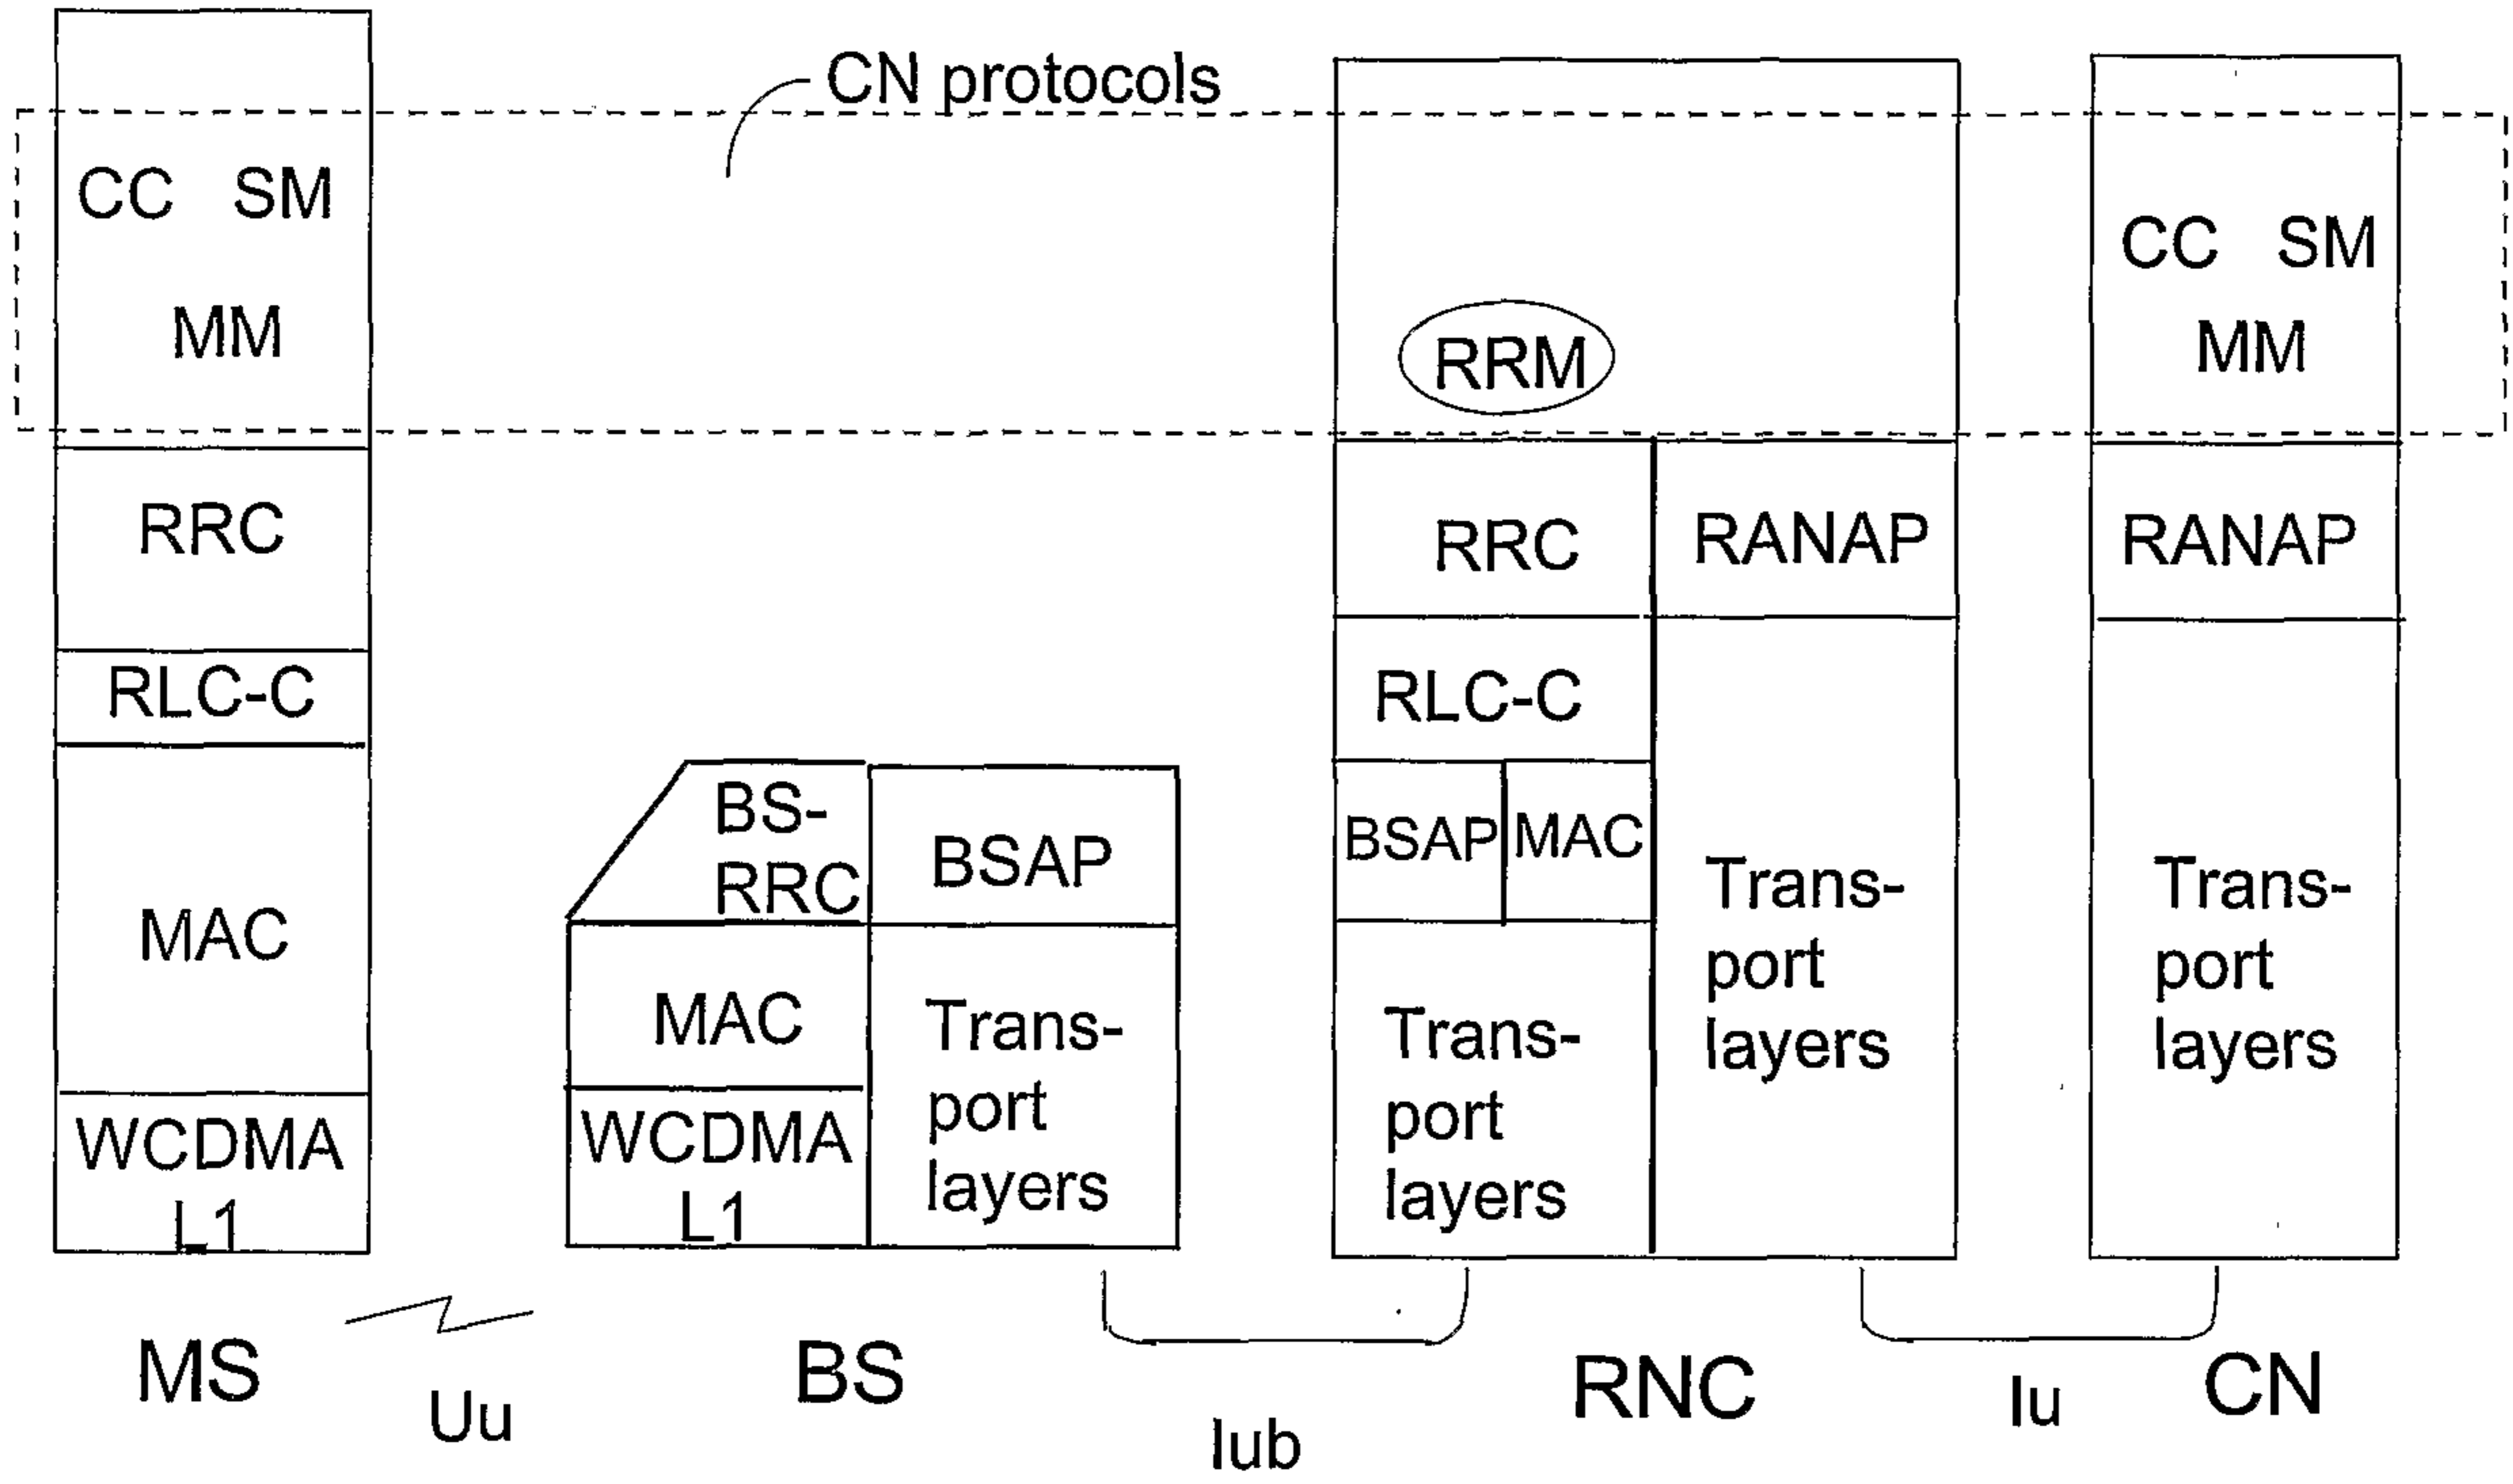 CN protocols
CC SM
MM
RRC
RLC-C
MAC
WCDMA
L1
BS-
RRC
BSAP
MAC
WCDMA
L1
Trans-
port
layers
RRM
RRC
RANAP
RLC-C
BSAP MAC
Trans-
port
layers
Trans-
port
layers
CC SM
MM
RANAP
Trans-
port
layers
MS
Uu
BS
Iub
RNC
Iu
CN